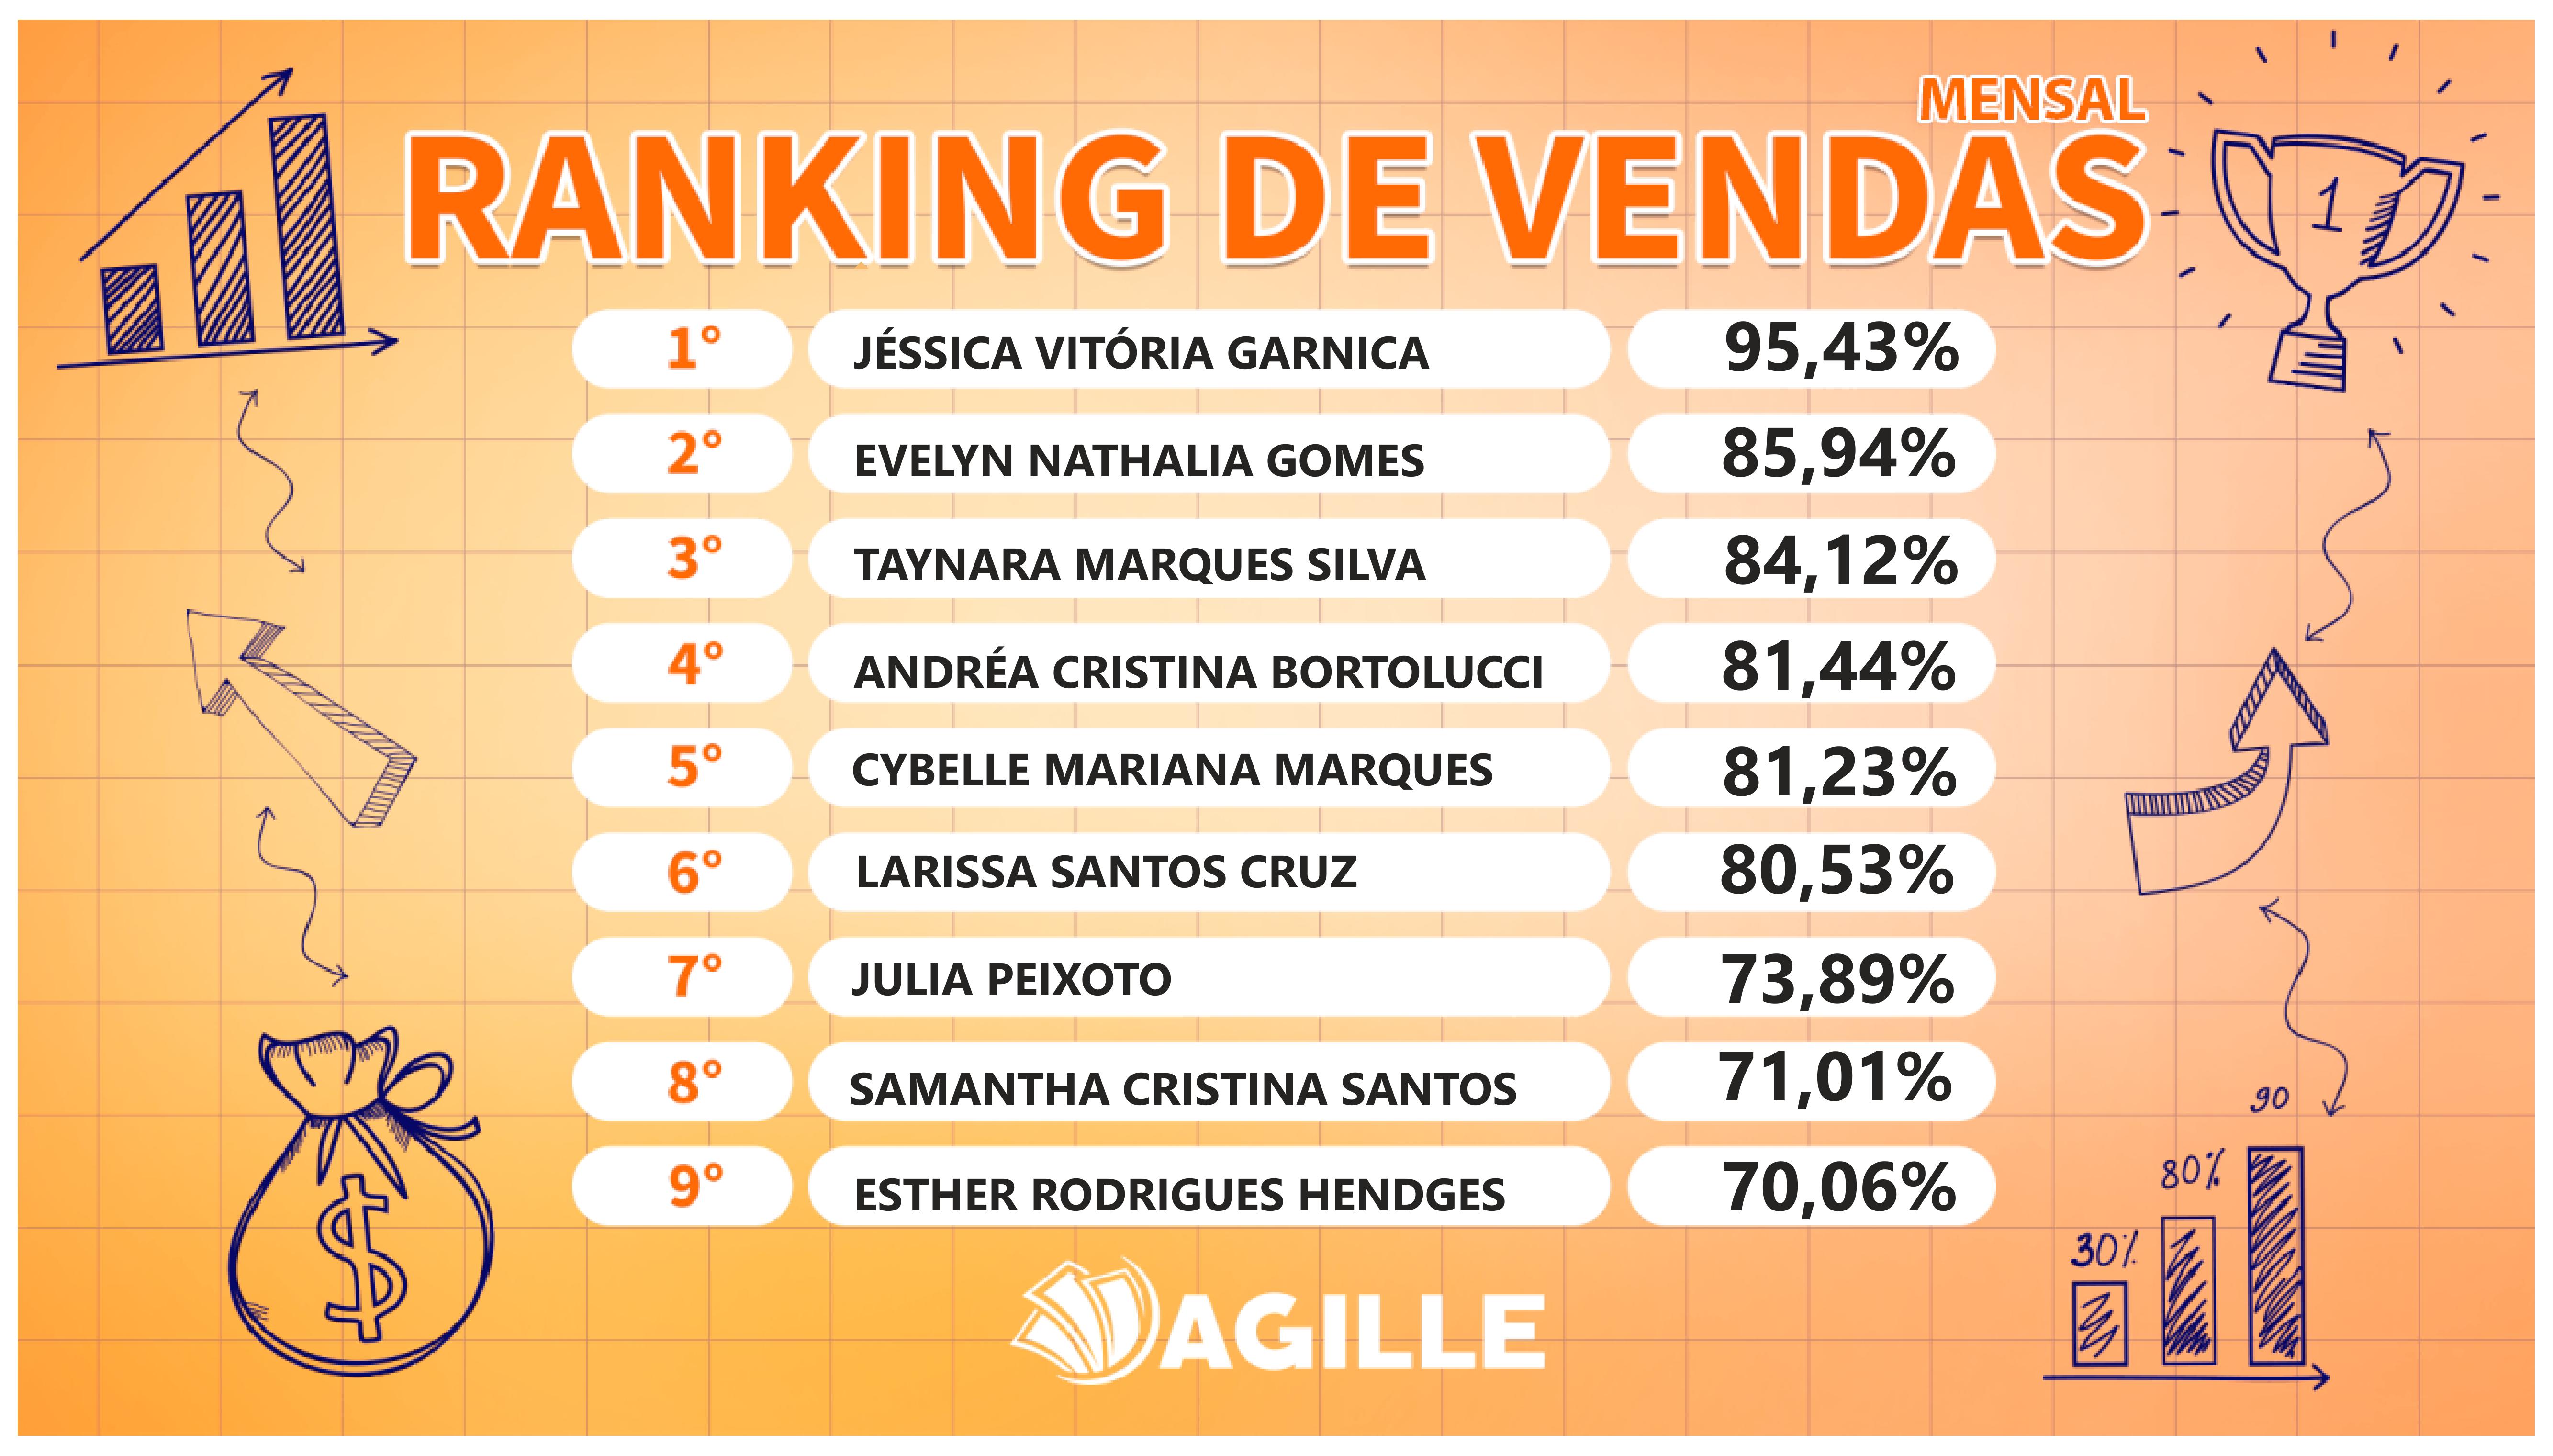 MENSAL
RANKING DE VENDAS
1
1° JÉSSICA VITÓRIA GARNICA 95,43%
2° EVELYN NATHALIA GOMES 85,94%
3° TAYNARA MARQUES SILVA 84,12%
4° ANDRÉA CRISTINA BORTOLUCCI 81,44%
5° CYBELLE MARIANA MARQUES 81,23%
6° LARISSA SANTOS CRUZ 80,53%
7° JULIA PEIXOTO 73,89%
8° SAMANTHA CRISTINA SANTOS 71,01%
9° ESTHER RODRIGUES HENDGES 70,06%
$
30% 80% 90
AGILLE